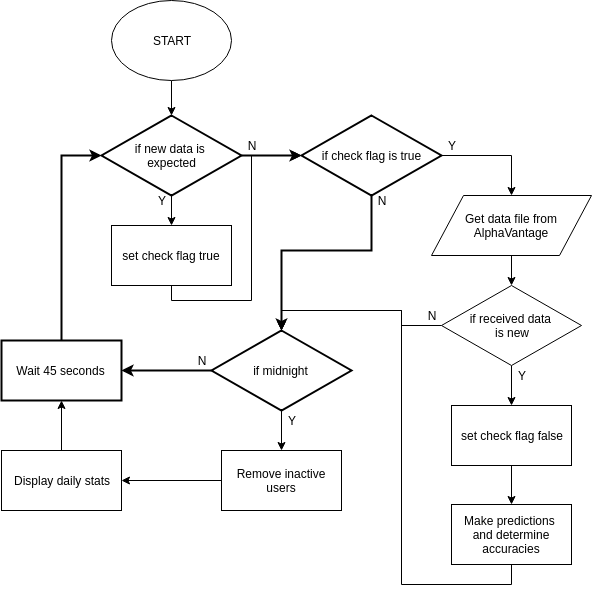 START
if new data is
expected
N
if check flag is true
Y
Y
N
set check flag true
Get data file from
AlphaVantage
N
if received data
is new
Y
Wait 45 seconds
N
if midnight
Y
set check flag false
Display daily stats
Remove inactive
users
Make predictions
and determine
accuracies